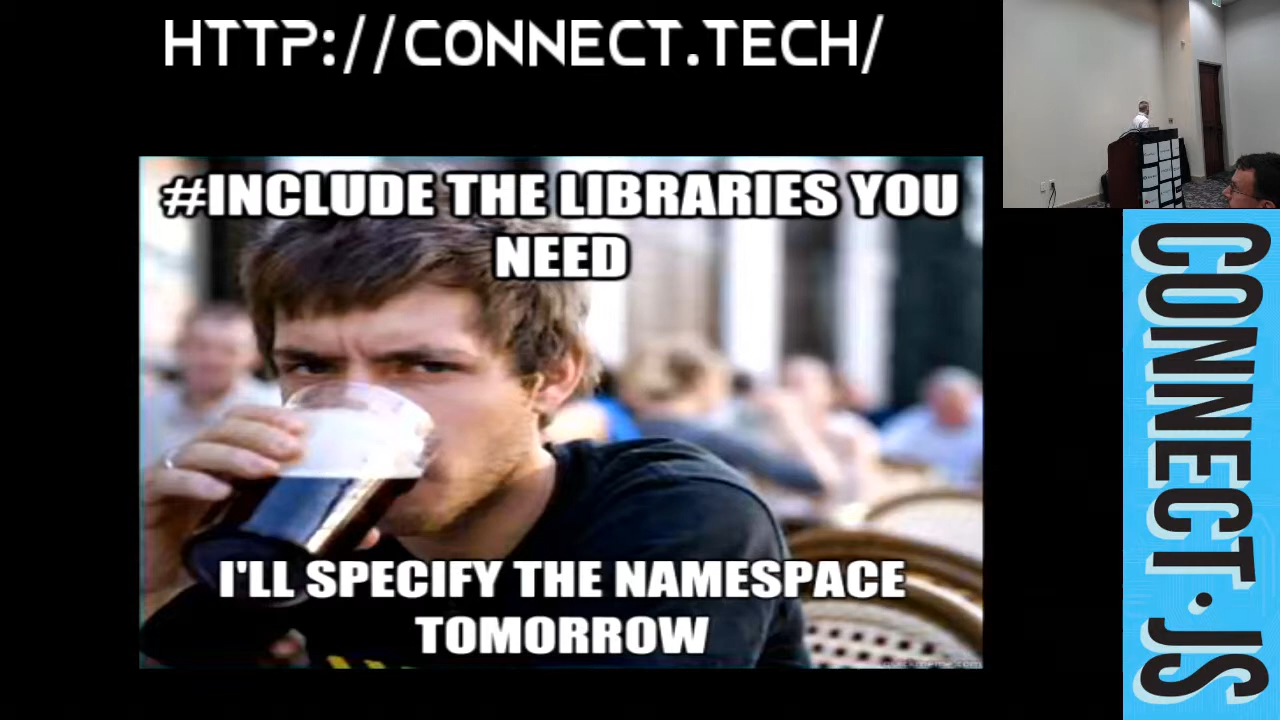 HTTP://CONNECT.TECH/
#INCLUDE THE LIBRARIES YOU
NEED
I'LL SPECIFY THE NAMESPACE
TOMORROW
CONNECT.JS